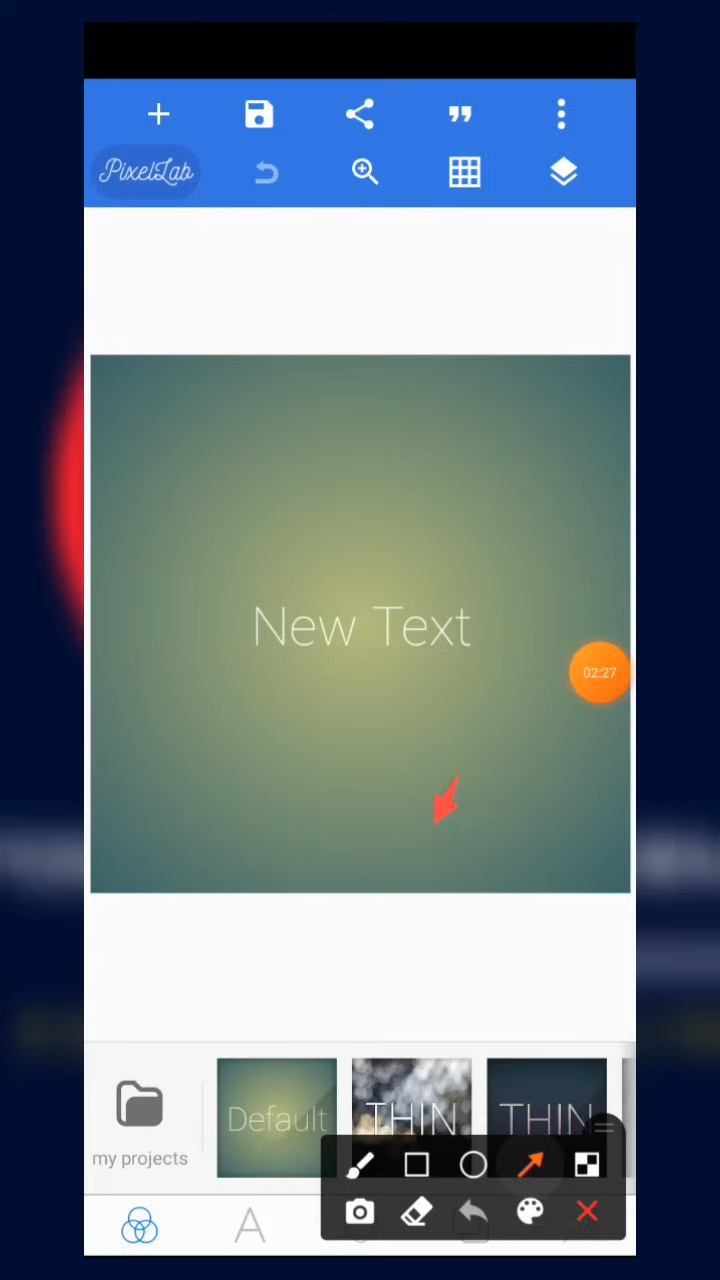 PixelLab
New Text
02:27
my projects
Default
THIN
THIN
A